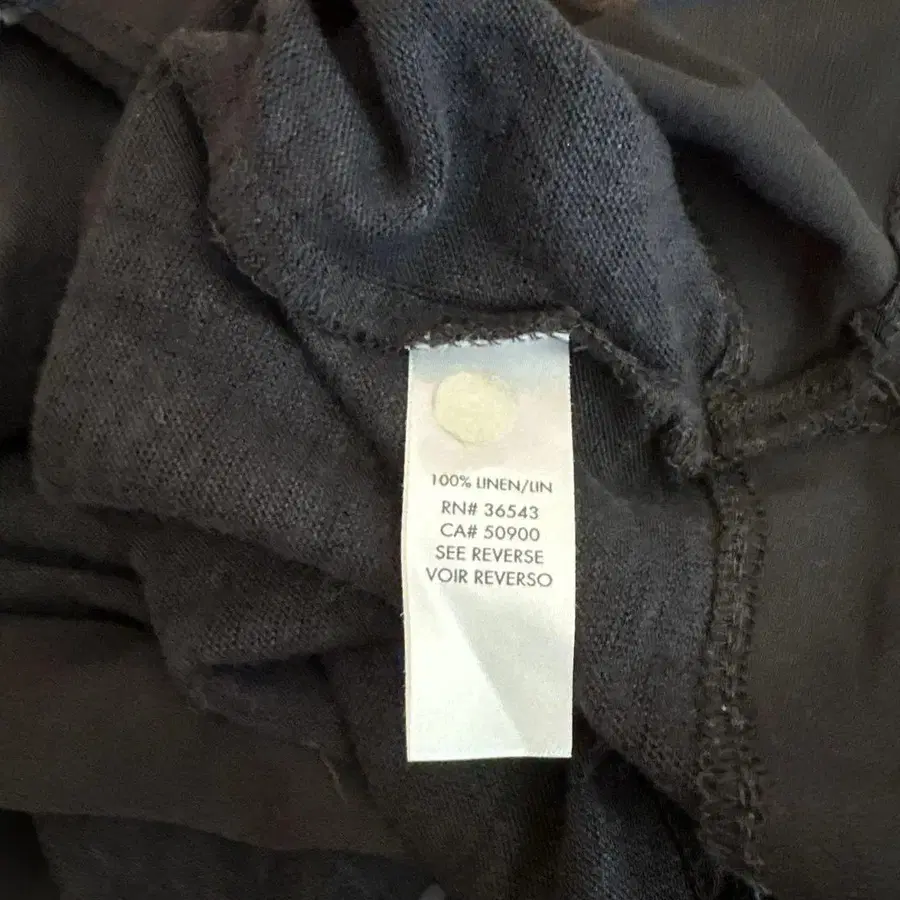 100% LINEN/LIN
RN# 36543
CA# 50900
SEE REVERSE
VOIR REVERSO